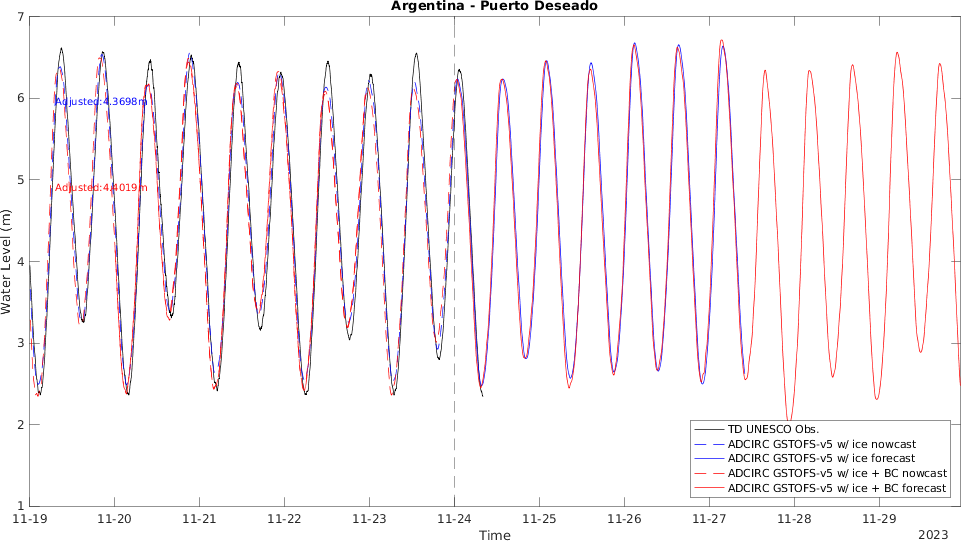 Argentina - Puerto Deseado
7
6
5
4
3
2
1
Water Level (m)
Adjusted:4.3698m
Adjusted:4.4019m
TD UNESCO Obs.
ADCIRC GSTOFS-v5 w/ ice nowcast
ADCIRC GSTOFS-v5 w/ ice forecast
ADCIRC GSTOFS-v5 w/ ice + BC nowcast
ADCIRC GSTOFS-v5 w/ ice + BC forecast
11-19 11-20 11-21 11-22 11-23 11-24 11-25 11-26 11-27 11-28 11-29
Time
2023